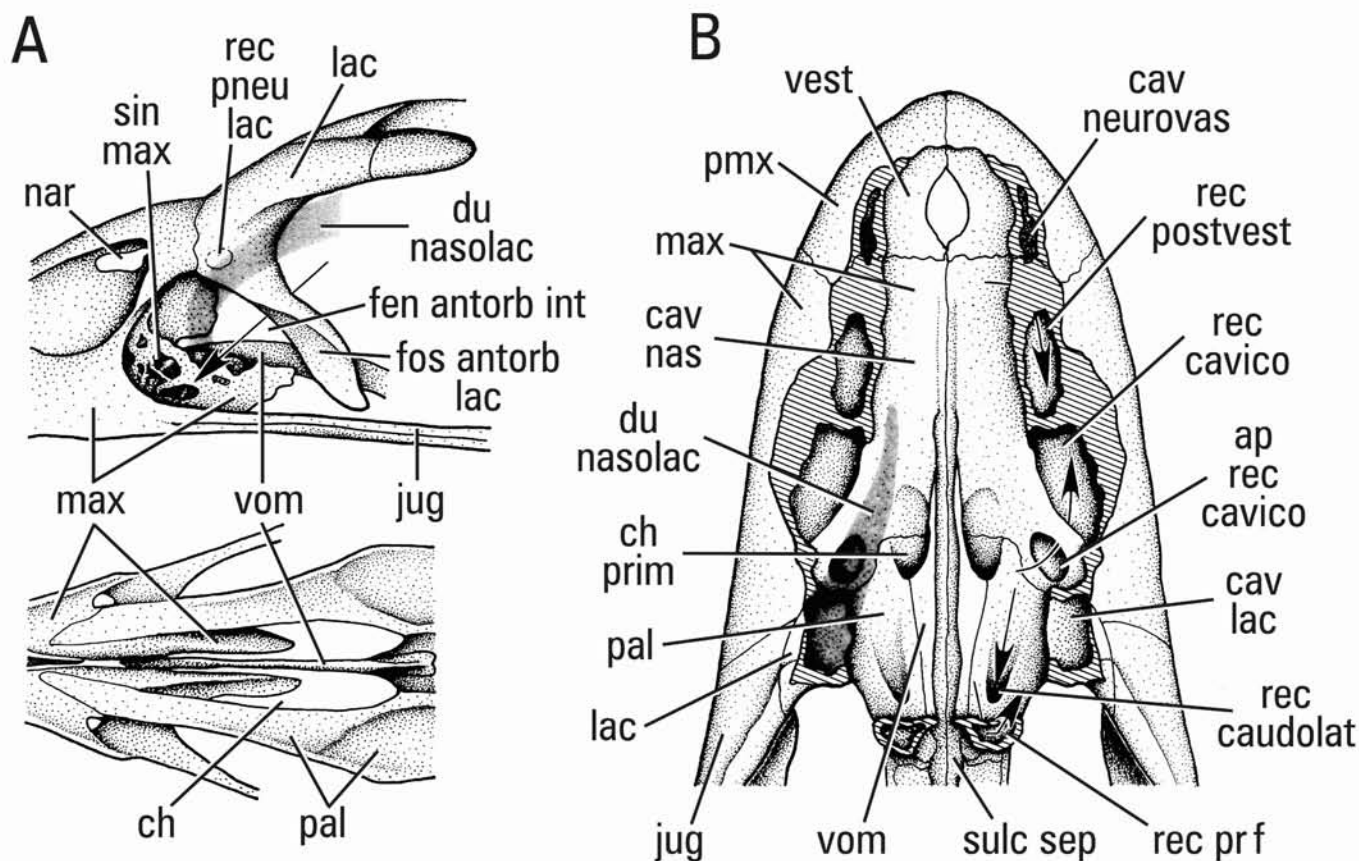 A
rec
pneu
lac
lac
sin
max
nar
du
nasolac
fen antorb int
fos antorb
lac
max
vom
jug
ch
pal
B
vest
cav
neurovas
pmx
rec
postvest
max
cav
nas
rec
cavico
du
nasolac
ap
rec
cavico
ch
prim
cav
lac
pal
lac
rec
caudolat
jug
vom
sulc sep
rec pr f